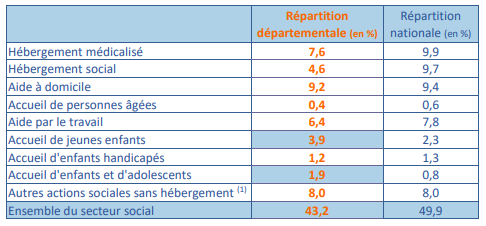 Répartition départementale (en %) Répartition nationale (en %)
Hébergement médicalisé 7,6 9,9
Hébergement social 4,6 9,7
Aide à domicile 9,2 9,4
Accueil de personnes âgées 0,4 0,6
Aide par le travail 6,4 7,8
Accueil de jeunes enfants 3,9 2,3
Accueil d'enfants handicapés 1,2 1,3
Accueil d'enfants et d'adolescents 1,9 0,8
Autres actions sociales sans hébergement (1) 8,0 8,0
Ensemble du secteur social 43,2 49,9